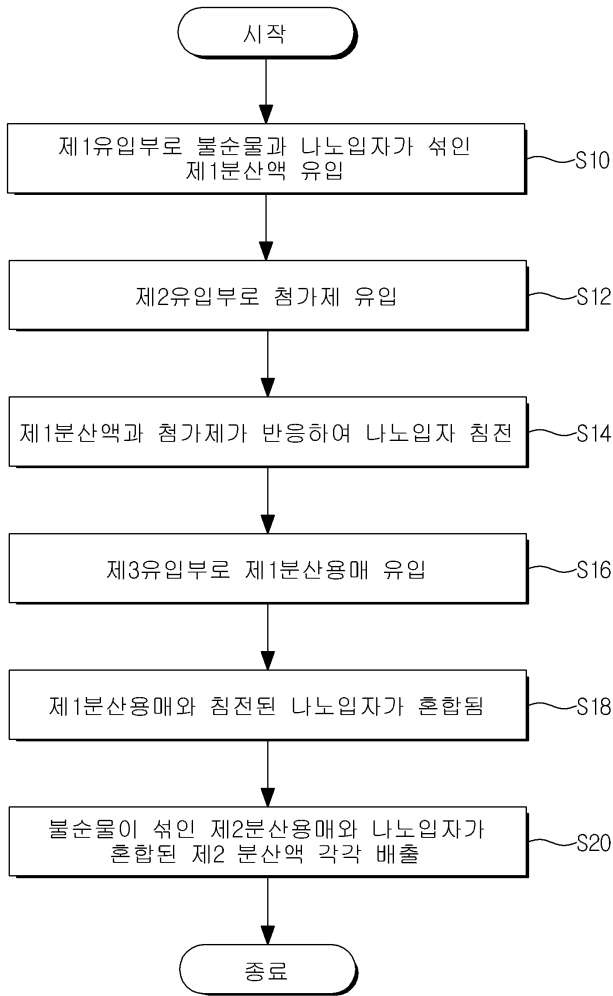 시작
제1유입부로 불순물과 나노입자가 섞인
제1분산액 유입
S10
제2유입부로 첨가제 유입
S12
제1분산액과 첨가제가 반응하여 나노입자 침전
S14
제3유입부로 제1분산용매 유입
S16
제1분산용매와 침전된 나노입자가 혼합됨
S18
불순물이 섞인 제2분산용매와 나노입자가
혼합된 제2 분산액 각각 배출
S20
종료